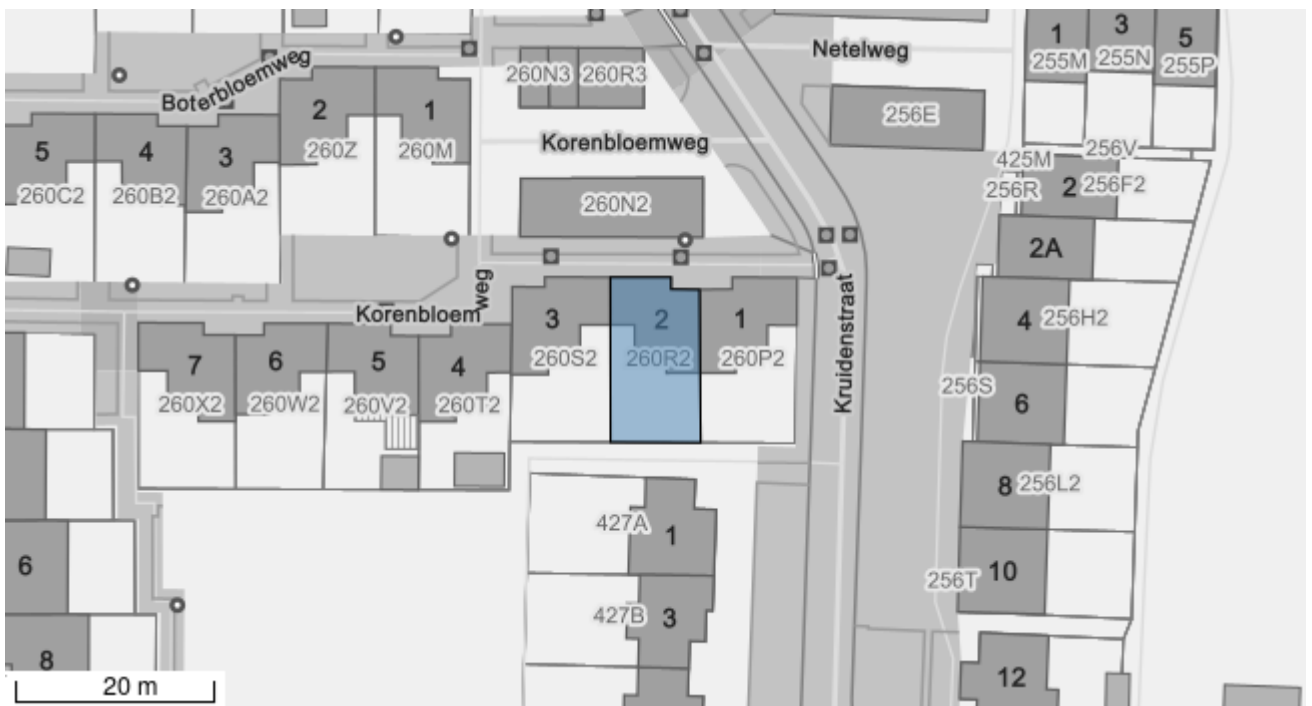 1
3
5
255M
255N
255P
Netelweg
260N3
260R3
Boterbloemweg
2
1
260Z
260M
256E
Korenbloemweg
5
4
3
260C2
260B2
260A2
256V
425M
256R
2
256F2
260N2
2A
Korenbloem
weg
Kruidenstraat
3
2
1
260S2
260R2
260P2
4
256H2
7
6
5
4
260X2
260W2
260V2
260T2
256S
6
8
256L2
427A
1
6
256T
10
427B
3
8
12
20 m